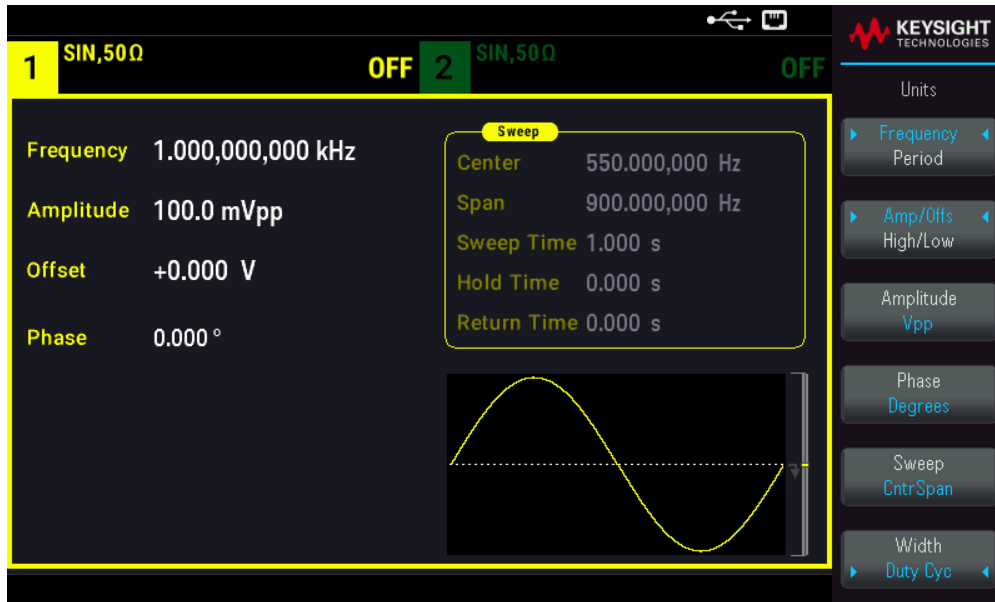 KEYSIGHT
TECHNOLOGIES
1 SIN,50Ω OFF
2 SIN,50Ω OFF
Frequency 1.000,000,000 kHz
Amplitude 100.0 mVpp
Offset +0.000 V
Phase 0.000 °
Sweep
Center 550.000,000 Hz
Span 900.000,000 Hz
Sweep Time 1.000 s
Hold Time 0.000 s
Return Time 0.000 s
Units
Frequency
Period
Amp/Offs
High/Low
Amplitude
Vpp
Phase
Degrees
Sweep
CntrSpan
Width
Duty Cyc